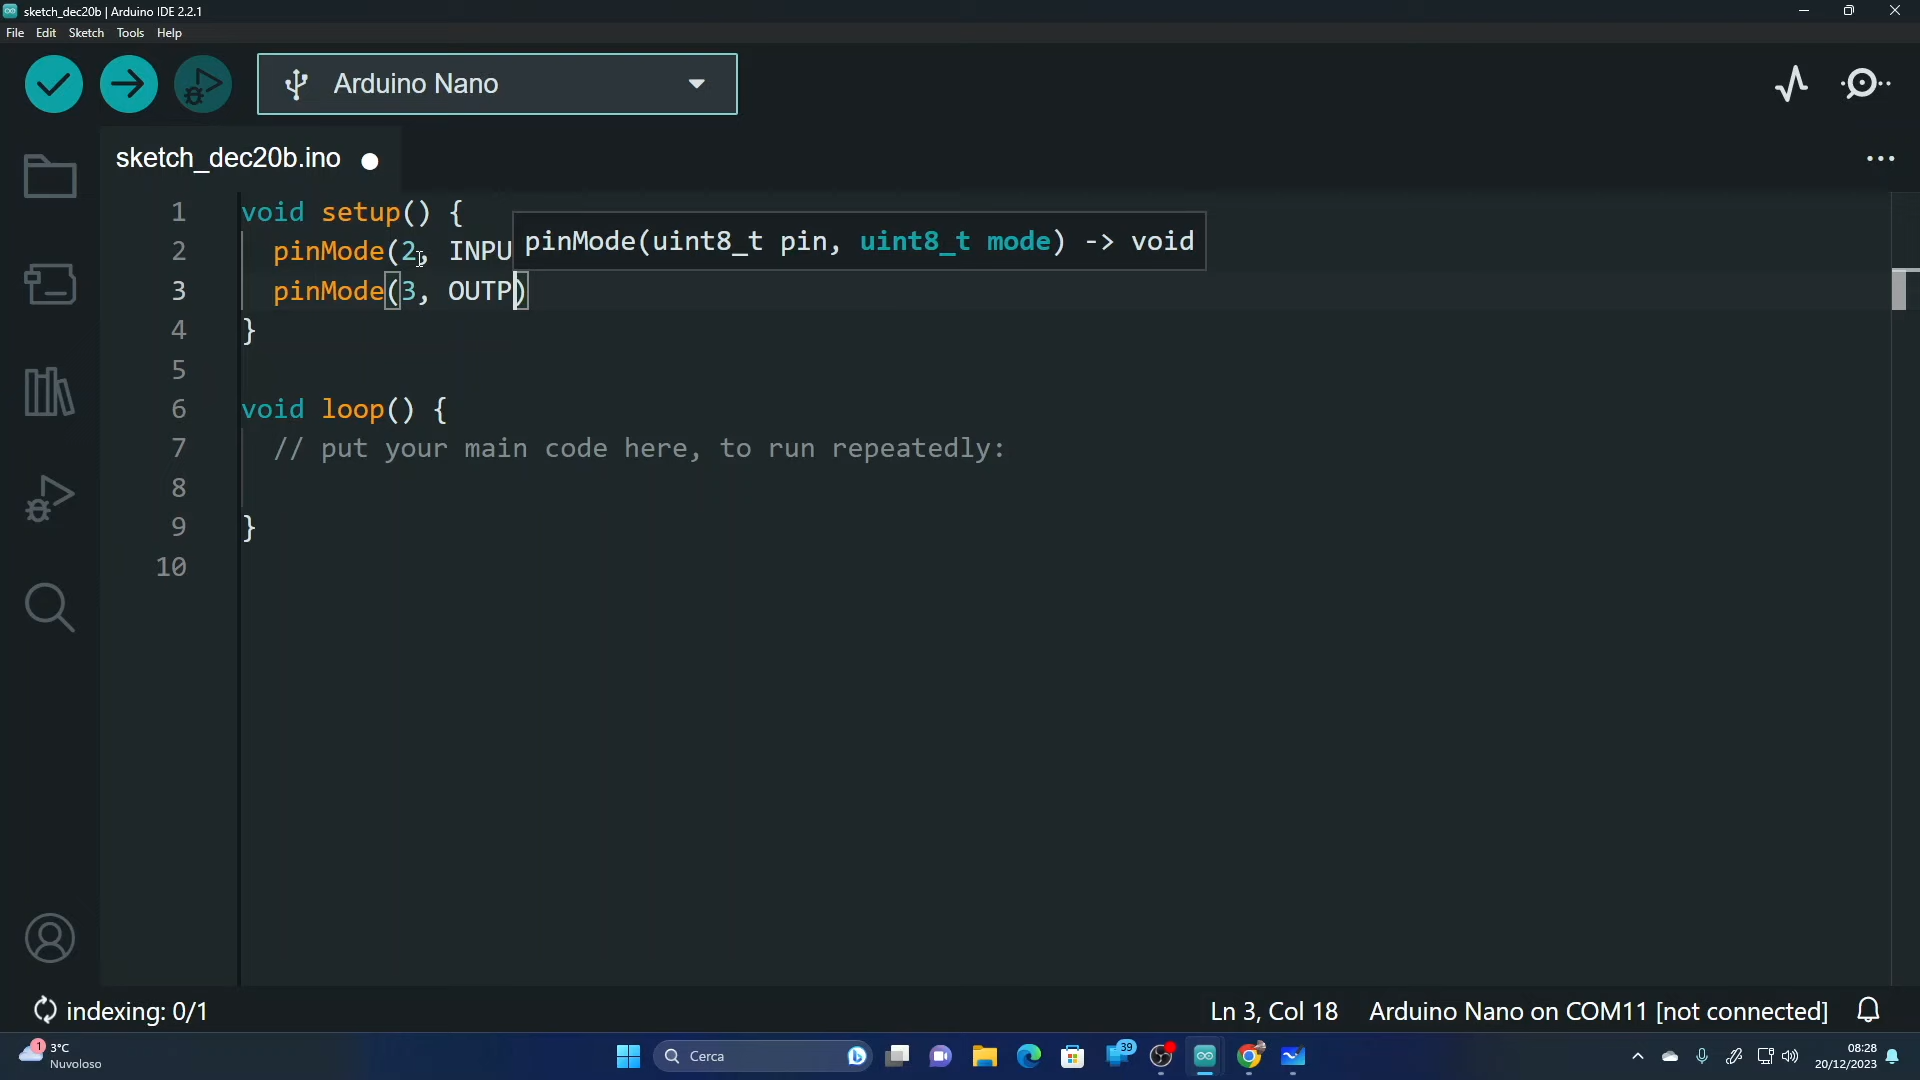 sketch_dec20b | Arduino IDE 2.2.1
File Edit Sketch Tools Help
Arduino Nano
sketch_dec20b.ino
1 void setup() {
2 pinMode(2, INPU
pinMode(uint8_t pin, uint8_t mode) -> void
3 pinMode(3, OUTP)
4 }
5
6 void loop() {
7 // put your main code here, to run repeatedly:
8
9 }
10
indexing: 0/1
Ln 3, Col 18 Arduino Nano on COM11 [not connected]
1
3°C
Nuvoloso
Cerca
39
08:28
20/12/2023